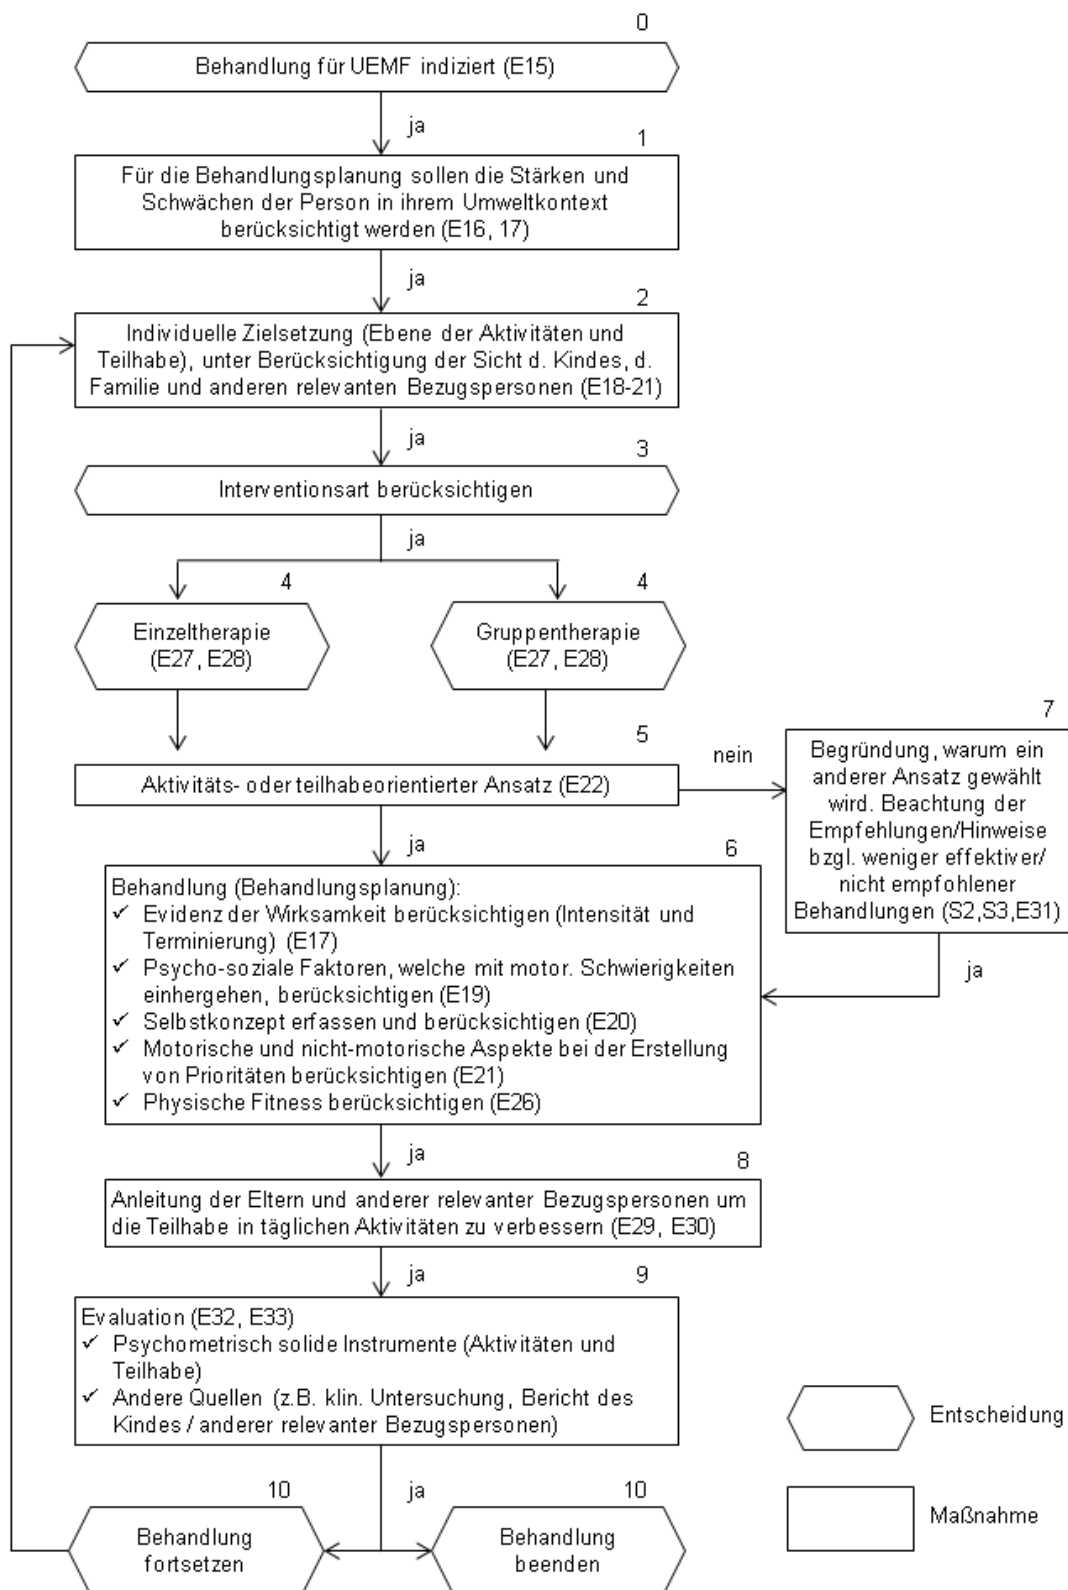 0
Behandlung für UEMF indiziert (E15)
ja
1
Für die Behandlungsplanung sollen die Stärken und
Schwächen der Person in ihrem Umweltkontext
berücksichtigt werden (E16, 17)
ja
2
Individuelle Zielsetzung (Ebene der Aktivitäten und
Teilhabe), unter Berücksichtigung der Sicht d. Kindes, d.
Familie und anderen relevanten Bezugspersonen (E18-21)
ja
3
Interventionsart berücksichtigen
ja
4
Einzeltherapie
(E27, E28)
4
Gruppentherapie
(E27, E28)
5
Aktivitäts- oder teilhabeorientierter Ansatz (E22)
nein
7
Begründung, warum ein
anderer Ansatz gewählt
wird. Beachtung der
Empfehlungen/Hinweise
bzgl. weniger effektiver/
nicht empfohlener
Behandlungen (S2,S3,E31)
ja
ja
6
Behandlung (Behandlungsplanung):
✓ Evidenz der Wirksamkeit berücksichtigen (Intensität und
Terminierung) (E17)
✓ Psycho-soziale Faktoren, welche mit motor. Schwierigkeiten
einhergehen, berücksichtigen (E19)
✓ Selbstkonzept erfassen und berücksichtigen (E20)
✓ Motorische und nicht-motorische Aspekte bei der Erstellung
von Prioritäten berücksichtigen (E21)
✓ Physische Fitness berücksichtigen (E26)
ja
8
Anleitung der Eltern und anderer relevanter Bezugspersonen um
die Teilhabe in täglichen Aktivitäten zu verbessern (E29, E30)
ja
9
Evaluation (E32, E33)
✓ Psychometrisch solide Instrumente (Aktivitäten und
Teilhabe)
✓ Andere Quellen (z.B. klin. Untersuchung, Bericht des
Kindes / anderer relevanter Bezugspersonen)
ja
10
Behandlung
fortsetzen
10
Behandlung
beenden
Entscheidung
Maßnahme